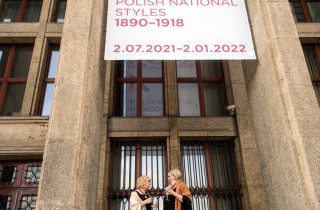 POLISH NATIONAL
STYLES
1890–1918
2.07.2021–2.01.2022